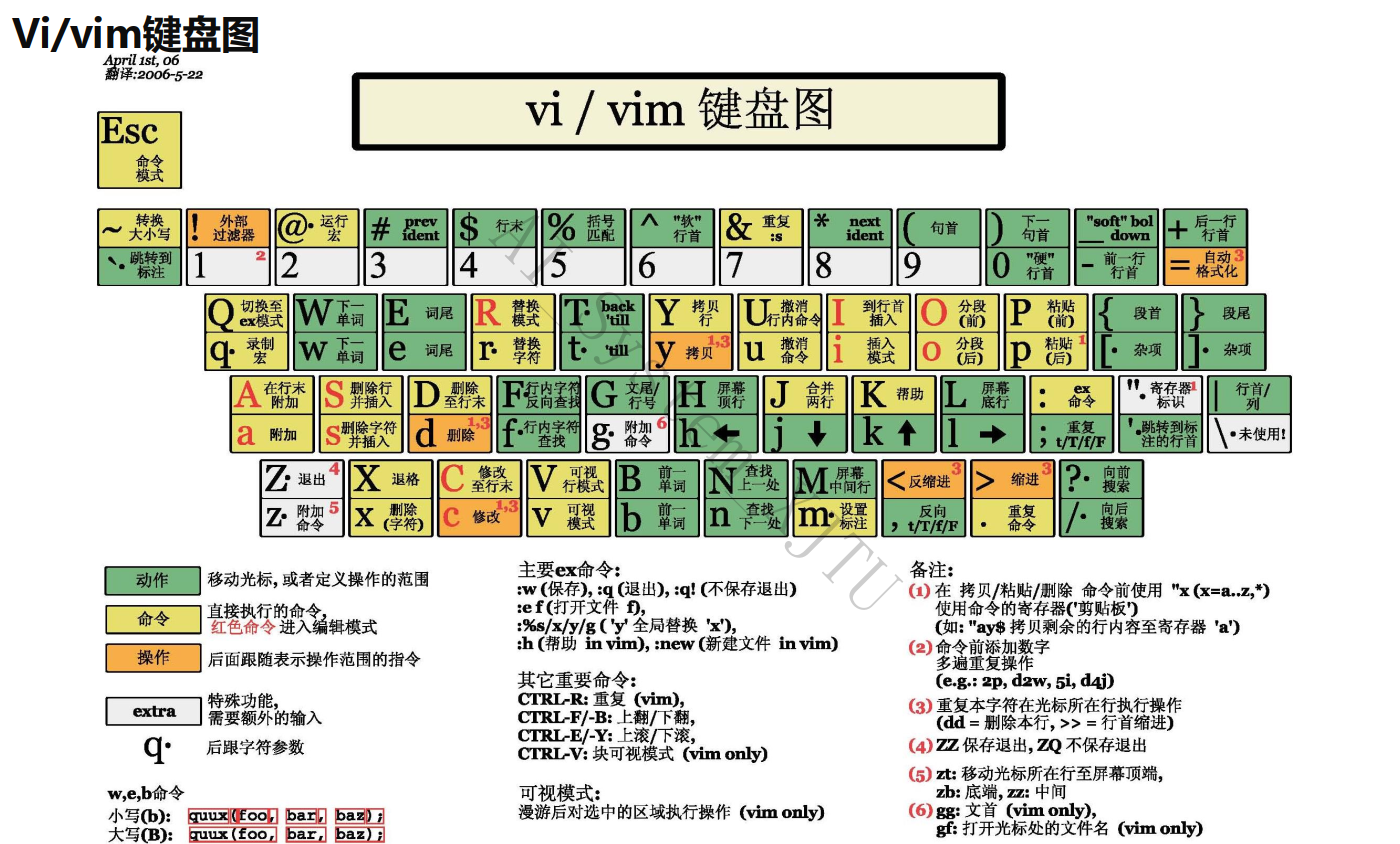 Vi/vim键盘图
April 1st, 06
翻译:2006-5-22
vi / vim 键盘图
Esc
命令
模式
~ 转换
大小写
! 外部
过滤器
@· 运行
宏
# prev
ident
$ 行末
% 括号
匹配
^ "软"
行首
& 重复
:s
* next
ident
( 句首
) 下一
句首
"soft" bol
__ down
+ 后一行
行首
`· 跳转到
标注
1 2
2
3
4
5
6
7
8
9
0 "硬"
行首
- 前一行
行首
= 自动3
格式化
Q 切换至
ex模式
W 下一
单词
E 词尾
R 替换
模式
T· back
'till
Y 拷贝
行
U 撤消
行内命令
I 到行首
插入
O 分段
(前)
P 粘贴
(前)
{ 段首
} 段尾
q· 录制
宏
w 下一
单词
e 词尾
r· 替换
字符
t· 'till
y 拷贝 1,3
u 撤消
命令
i 插入
模式
o 分段
(后)
p 粘贴 1
(后)
[· 杂项
]· 杂项
A 在行末
附加
S 删除行
并插入
D 删除
至行末
F· 行内字符
反向查找
G 文尾/
行号
H 屏幕
顶行
J 合并
两行
K 帮助
L 屏幕
底行
: ex
命令
"· 寄存器1
标识
| 行首/
列
a 附加
s 删除字符
并插入
d 删除 1,3
f· 行内字符
查找
g· 附加 6
命令
h ←
j ↓
k ↑
l →
; 重复
t/T/f/F
'· 跳转到标
注的行首
\· 未使用!
Z· 退出 4
X 退格
C 修改
至行末
V 可视
行模式
B 前一
单词
N 查找
上一处
M 屏幕
中间行
< 反缩进 3
> 缩进 3
?· 向前
搜索
z· 附加 5
命令
x 删除
(字符)
c 修改 1,3
v 可视
模式
b 前一
单词
n 查找
下一处
m· 设置
标注
, 反向
t/T/f/F
. 重复
命令
/· 向后
搜索
动作 移动光标, 或者定义操作的范围
命令 直接执行的命令,
红色命令 进入编辑模式
操作 后面跟随表示操作范围的指令
extra 特殊功能,
需要额外的输入
q· 后跟字符参数
w,e,b命令
小写(b): quux(foo, bar, baz);
大写(B): quux(foo, bar, baz);
主要ex命令:
:w (保存), :q (退出), :q! (不保存退出)
:e f (打开文件 f),
:%s/x/y/g ( 'y' 全局替换 'x'),
:h (帮助 in vim), :new (新建文件 in vim)
其它重要命令:
CTRL-R: 重复 (vim),
CTRL-F/-B: 上翻/下翻,
CTRL-E/-Y: 上滚/下滚,
CTRL-V: 块可视模式 (vim only)
可视模式:
漫游后对选中的区域执行操作 (vim only)
备注:
(1) 在 拷贝/粘贴/删除 命令前使用 "x (x=a..z,*)
使用命令的寄存器('剪贴板')
(如: "ay$ 拷贝剩余的行内容至寄存器 'a')
(2) 命令前添加数字
多遍重复操作
(e.g.: 2p, d2w, 5i, d4j)
(3) 重复本字符在光标所在行执行操作
(dd = 删除本行, >> = 行首缩进)
(4) ZZ 保存退出, ZQ 不保存退出
(5) zt: 移动光标所在行至屏幕顶端,
zb: 底端, zz: 中间
(6) gg: 文首 (vim only),
gf: 打开光标处的文件名 (vim only)